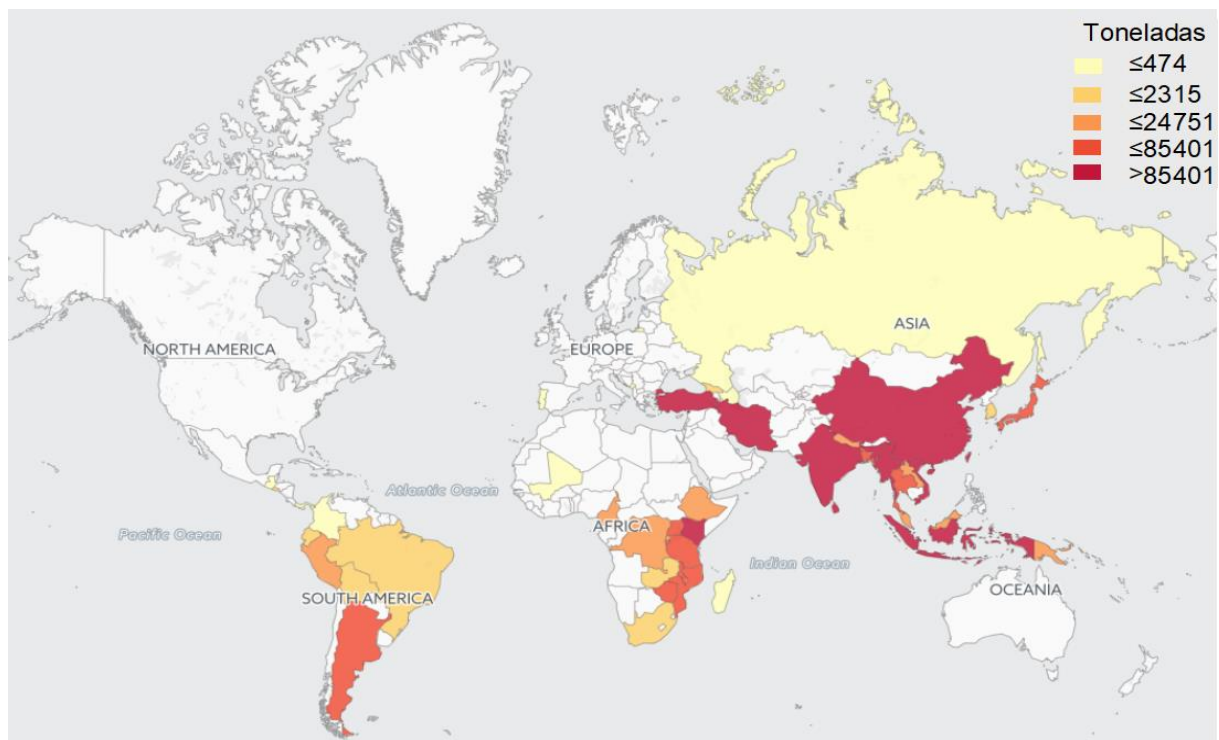 Toneladas
≤474
≤2315
≤24751
≤85401
>85401
ASIA
NORTH AMERICA
EUROPE
Atlantic Ocean
AFRICA
Pacific Ocean
Indian Ocean
SOUTH AMERICA
OCEANIA